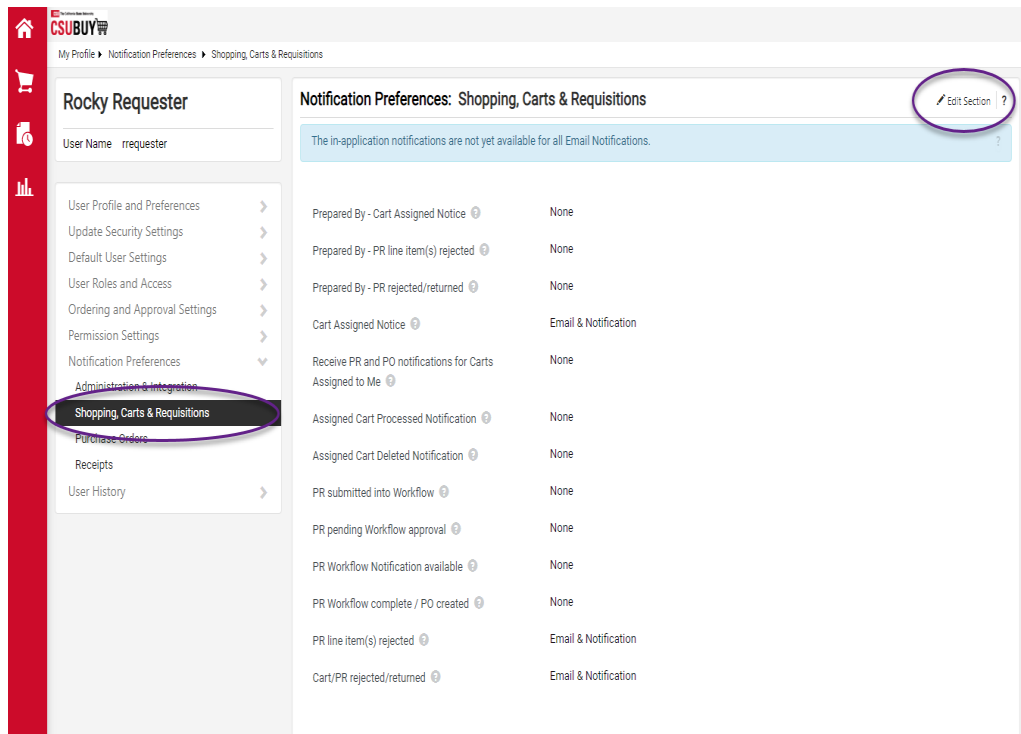 CSUBUY
My Profile Notification Preferences Shopping, Carts & Requisitions
Rocky Requester
User Name rrequester
User Profile and Preferences
Update Security Settings
Default User Settings
User Roles and Access
Ordering and Approval Settings
Permission Settings
Notification Preferences
Administration & Integration
Shopping, Carts & Requisitions
Purchase Orders
Receipts
User History
Notification Preferences: Shopping, Carts & Requisitions
Edit Section ?
The in-application notifications are not yet available for all Email Notifications. ?
Prepared By - Cart Assigned Notice ? None
Prepared By - PR line item(s) rejected ? None
Prepared By - PR rejected/returned ? None
Cart Assigned Notice ? Email & Notification
Receive PR and PO notifications for Carts None
Assigned to Me ?
Assigned Cart Processed Notification ? None
Assigned Cart Deleted Notification ? None
PR submitted into Workflow ? None
PR pending Workflow approval ? None
PR Workflow Notification available ? None
PR Workflow complete / PO created ? None
PR line item(s) rejected ? Email & Notification
Cart/PR rejected/returned ? Email & Notification